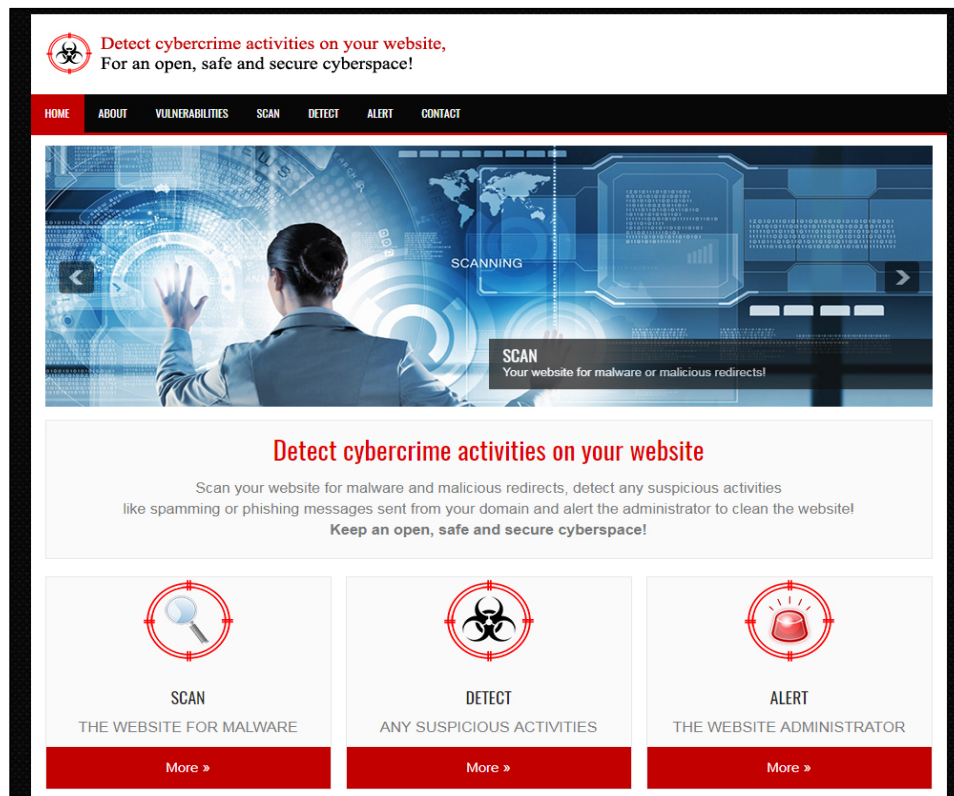 Detect cybercrime activities on your website,
For an open, safe and secure cyberspace!
HOME ABOUT VULNERABILITIES SCAN DETECT ALERT CONTACT
SCANNING
SCAN
Your website for malware or malicious redirects!
Detect cybercrime activities on your website
Scan your website for malware and malicious redirects, detect any suspicious activities
like spamming or phishing messages sent from your domain and alert the administrator to clean the website!
Keep an open, safe and secure cyberspace!
SCAN
THE WEBSITE FOR MALWARE
More »
DETECT
ANY SUSPICIOUS ACTIVITIES
More »
ALERT
THE WEBSITE ADMINISTRATOR
More »